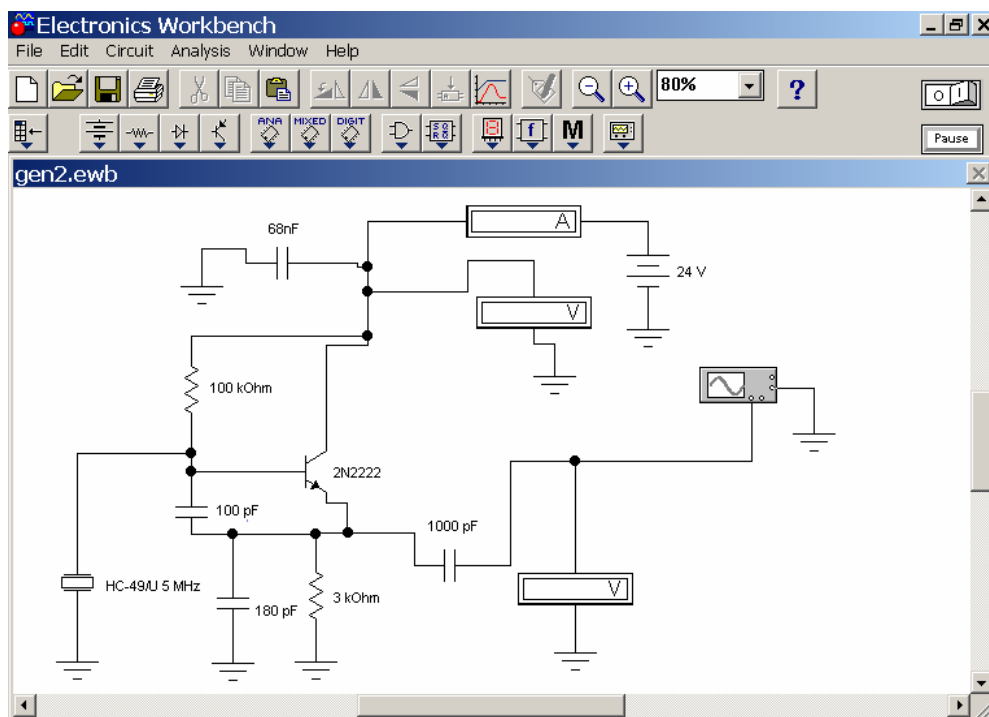 Electronics Workbench
File Edit Circuit Analysis Window Help
80%
?
ANA MIXED DIGIT
M
Pause
gen2.ewb
68nF
A
24 V
V
100 kOhm
2N2222
100 pF
1000 pF
HC-49/U 5 MHz
180 pF
3 kOhm
V